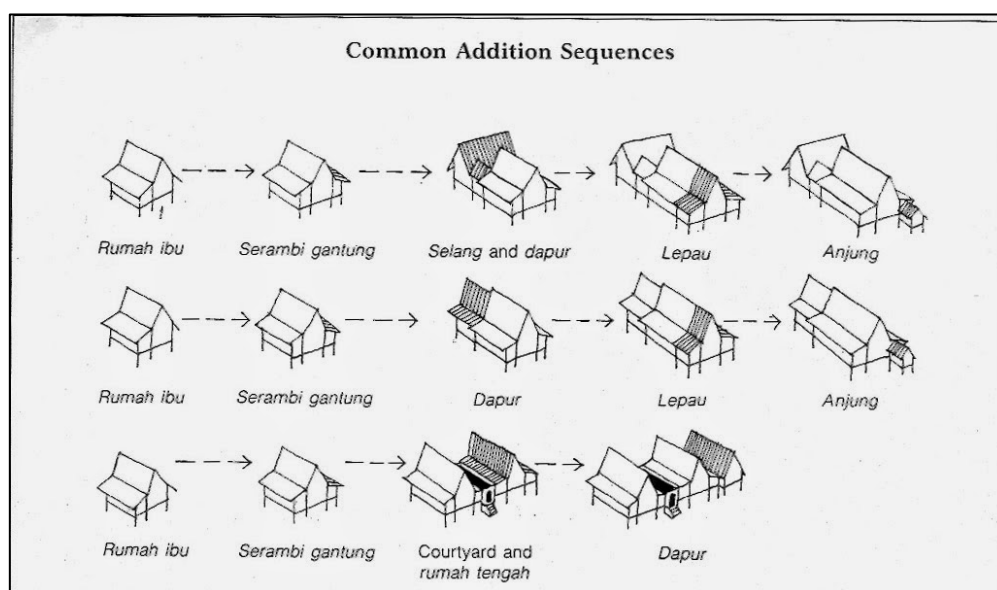 Common Addition Sequences
Rumah ibu Serambi gantung Selang and dapur Lepau Anjung
Rumah ibu Serambi gantung Dapur Lepau Anjung
Rumah ibu Serambi gantung Courtyard and Dapur
rumah tengah